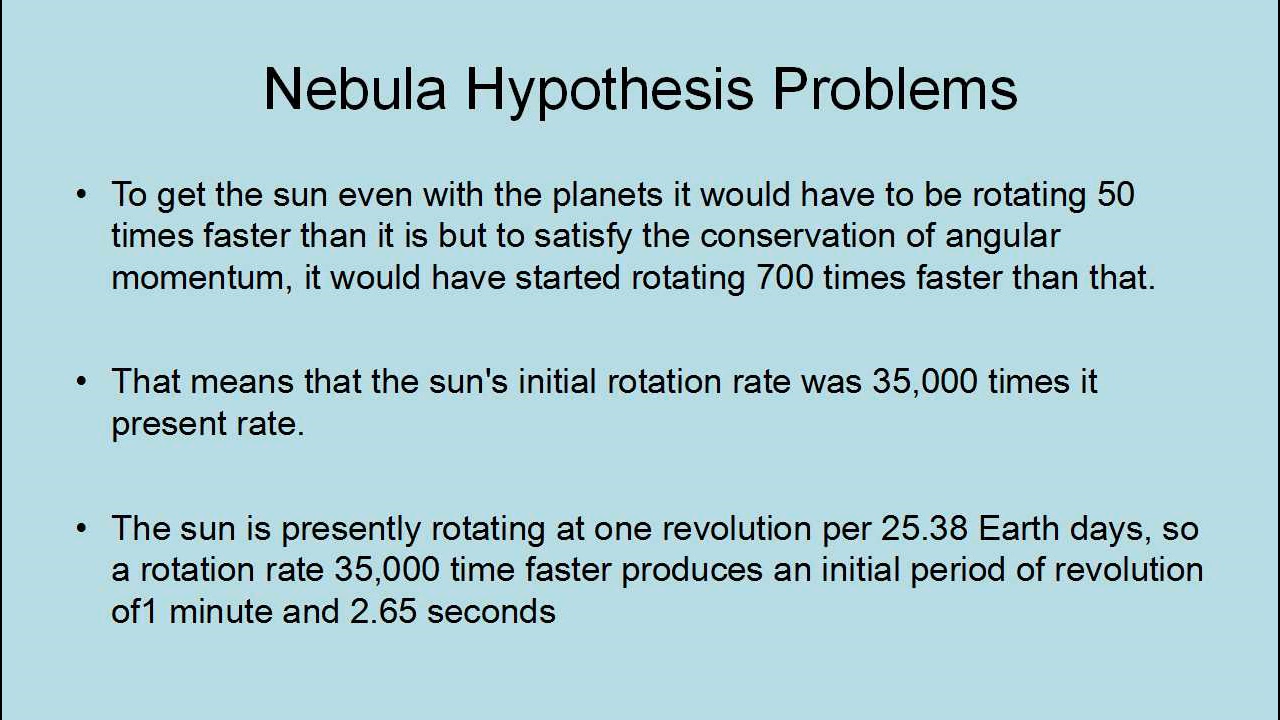 Nebula Hypothesis Problems
• To get the sun even with the planets it would have to be rotating 50
times faster than it is but to satisfy the conservation of angular
momentum, it would have started rotating 700 times faster than that.
• That means that the sun's initial rotation rate was 35,000 times it
present rate.
• The sun is presently rotating at one revolution per 25.38 Earth days, so
a rotation rate 35,000 time faster produces an initial period of revolution
of1 minute and 2.65 seconds